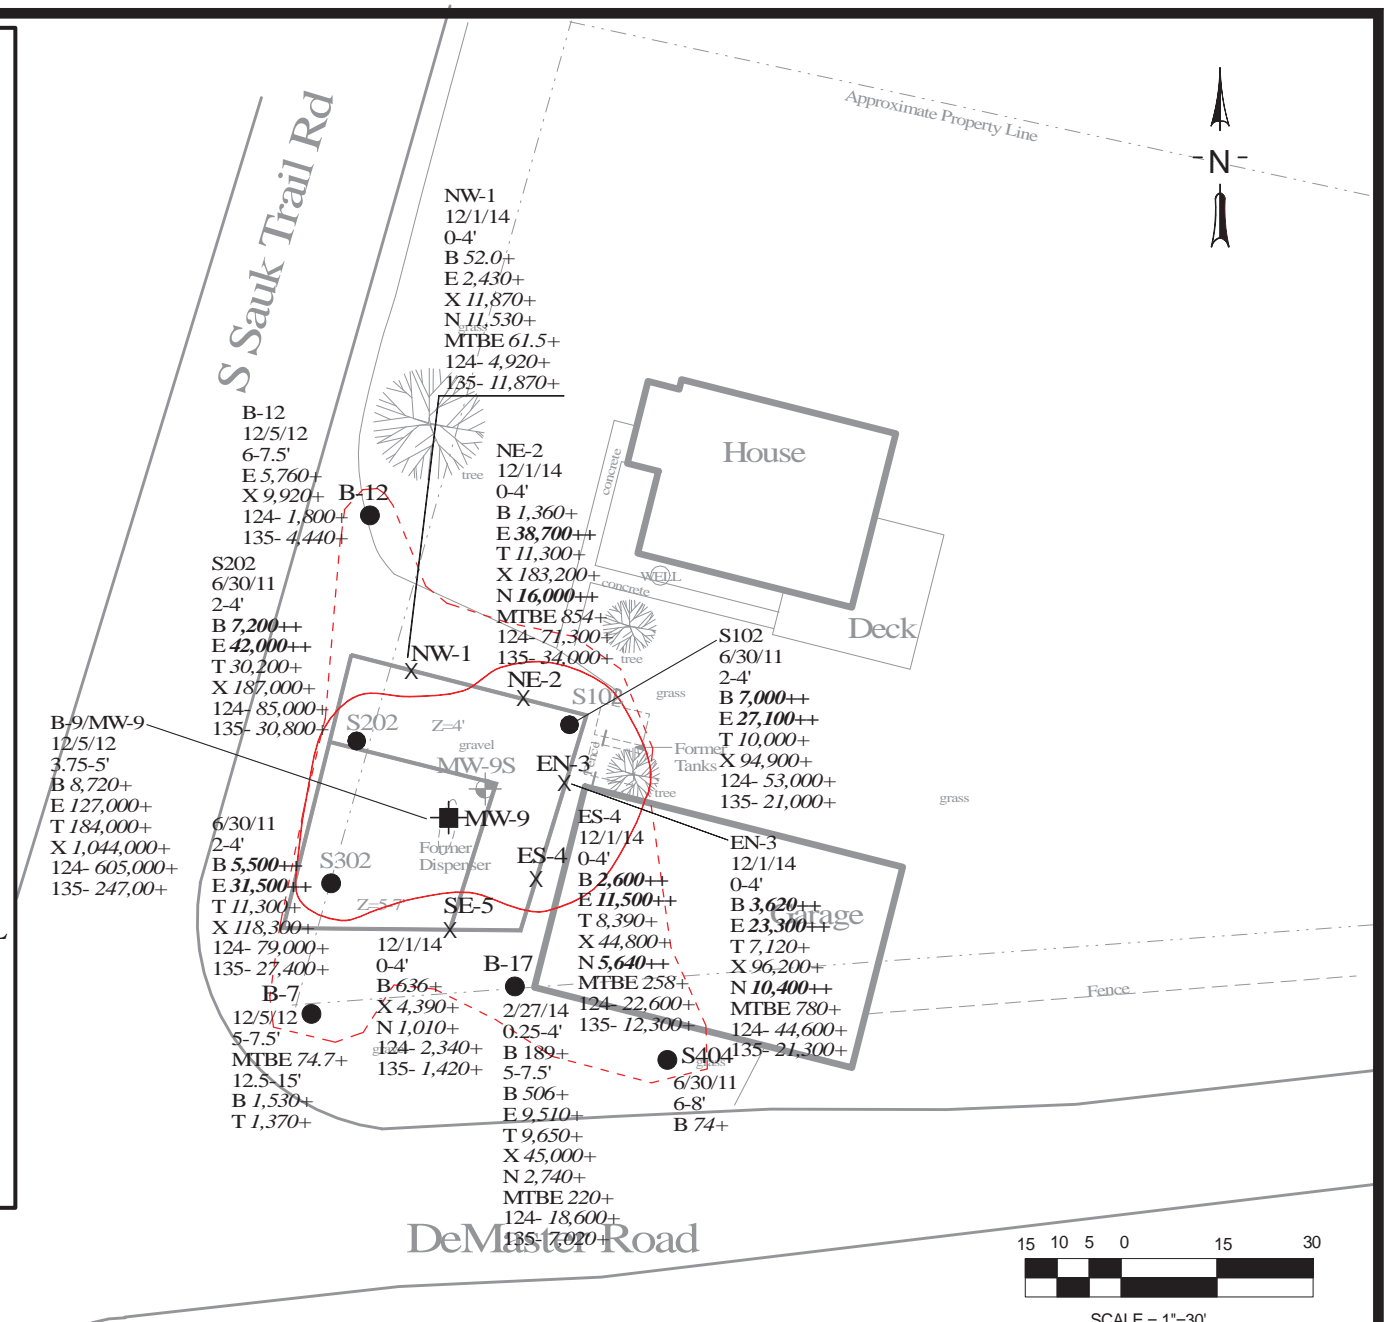 Approximate Property Line
N
S Sauk Trail Rd
NW-1
12/1/14
0-4'
B 52.0+
E 2,430+
X 11,870+
N 11,530+
grass
MTBE 61.5+
124- 4,920+
135- 11,870+
tree
B-12
12/5/12
6-7.5'
E 5,760+
X 9,920+
124- 1,800+
135- 4,440+
B-12
NE-2
12/1/14
0-4'
B 1,360+
E 38,700++
T 11,300+
X 183,200+
N 16,000++
MTBE 854+
124- 71,300+
135- 34,000+
House
concrete
WELL
concrete
Deck
tree
S202
6/30/11
2-4'
B 7,200++
E 42,000++
T 30,200+
X 187,000+
124- 85,000+
135- 30,800+
S102
6/30/11
2-4'
B 7,000++
E 27,100++
T 10,000+
X 94,900+
124- 53,000+
135- 21,000+
NW-1
NE-2
S102
grass
S202
Z=4'
gravel
MW-9S
EN-3
fence
Former
Tanks
tree
grass
B-9/MW-9
12/5/12
3.75-5'
B 8,720+
E 127,000+
T 184,000+
X 1,044,000+
124- 605,000+
135- 247,00+
MW-9
Former
Dispenser
6/30/11
2-4'
B 5,500++
E 31,500++
T 11,300+
X 118,300+
124- 79,000+
135- 27,400+
S302
Z=5-7'
ES-4
SE-5
ES-4
12/1/14
0-4'
B 2,600++
E 11,500++
T 8,390+
X 44,800+
N 5,640++
MTBE 258+
124- 22,600+
135- 12,300+
EN-3
12/1/14
0-4'
B 3,620++
E 23,300++
T 7,120+
X 96,200+
N 10,400++
MTBE 780+
124- 44,600+
135- 21,300+
Garage
12/1/14
0-4'
B 636+
X 4,390+
N 1,010+
124- 2,340+
135- 1,420+
B-7
12/5/12
5-7.5'
MTBE 74.7+
12.5-15'
B 1,530+
T 1,370+
B-17
2/27/14
0.25-4'
B 189+
5-7.5'
B 506+
E 9,510+
T 9,650+
X 45,000+
N 2,740+
MTBE 220+
124- 18,600+
135- 7,020+
S404
grass
6/30/11
6-8'
B 74+
Fence
DeMaster Road
15 10 5 0 15 30
SCALE = 1"=30'